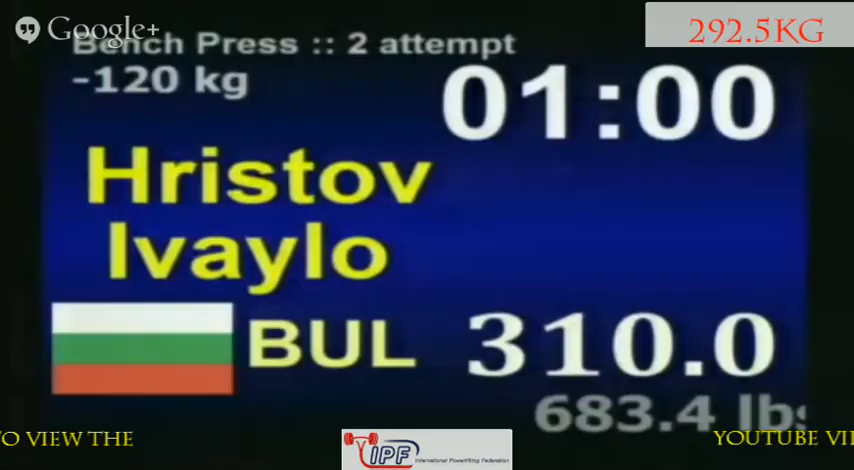 Google+
292.5KG
Bench Press :: 2 attempt
-120 kg
01:00
Hristov
Ivaylo
BUL
310.0
683.4 lbs
TO VIEW THE
IPF
International Powerlifting Federation
YOUTUBE VI